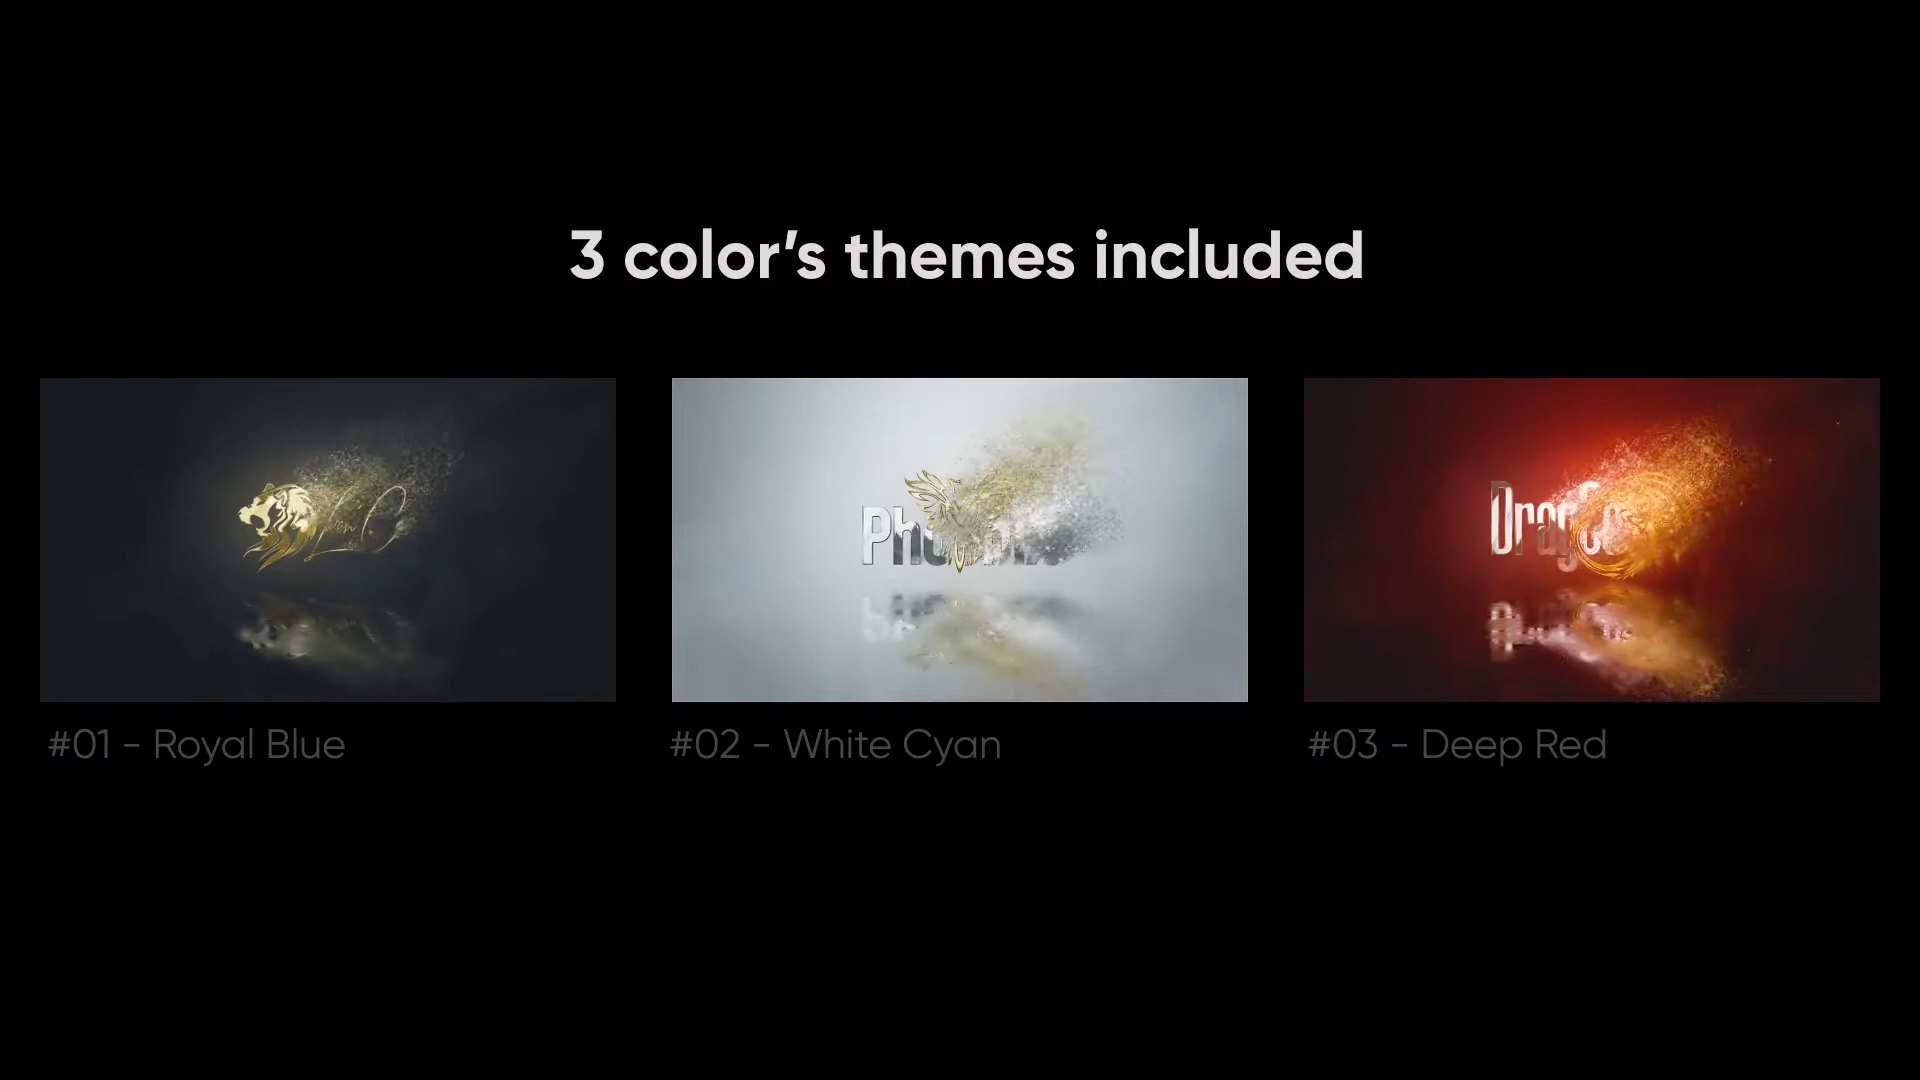 3 color’s themes included
#01 - Royal Blue
#02 - White Cyan
#03 - Deep Red